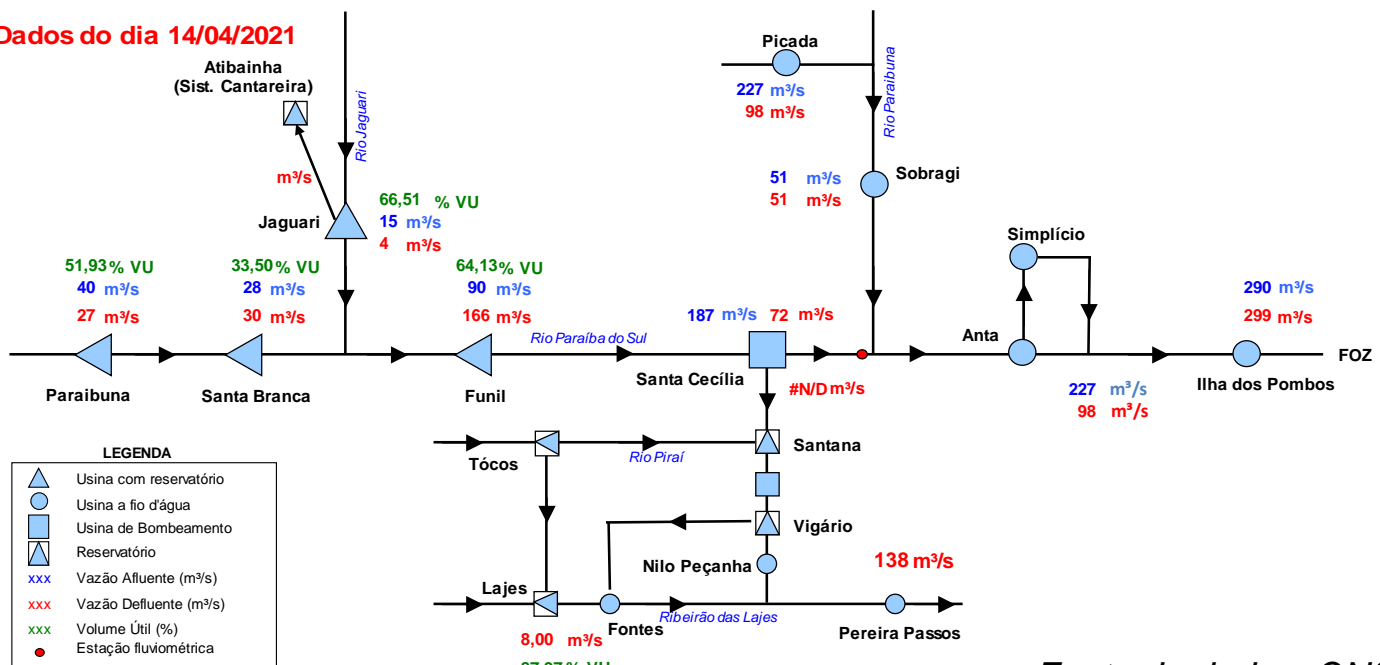 Dados do dia 14/04/2021
Atibainha
(Sist. Cantareira)
Rio Jaguari
m³/s
Jaguari
66,51 % VU
15 m³/s
4 m³/s
Picada
227 m³/s
98 m³/s
Rio Paraibuna
51 m³/s
51 m³/s
Sobragi
51,93 % VU
40 m³/s
27 m³/s
Paraibuna
33,50 % VU
28 m³/s
30 m³/s
Santa Branca
64,13 % VU
90 m³/s
166 m³/s
Funil
Rio Paraíba do Sul
187 m³/s 72 m³/s
Santa Cecília
#N/D m³/s
Simplício
Anta
227 m³/s
98 m³/s
290 m³/s
299 m³/s
Ilha dos Pombos
FOZ
Tócos
Rio Piraí
Santana
Vigário
Nilo Peçanha
138 m³/s
Lajes
Fontes
Ribeirão das Lajes
Pereira Passos
8,00 m³/s
LEGENDA
Usina com reservatório
Usina a fio d'água
Usina de Bombeamento
Reservatório
xxx Vazão Afluente (m³/s)
xxx Vazão Defluente (m³/s)
xxx Volume Útil (%)
Estação fluviométrica